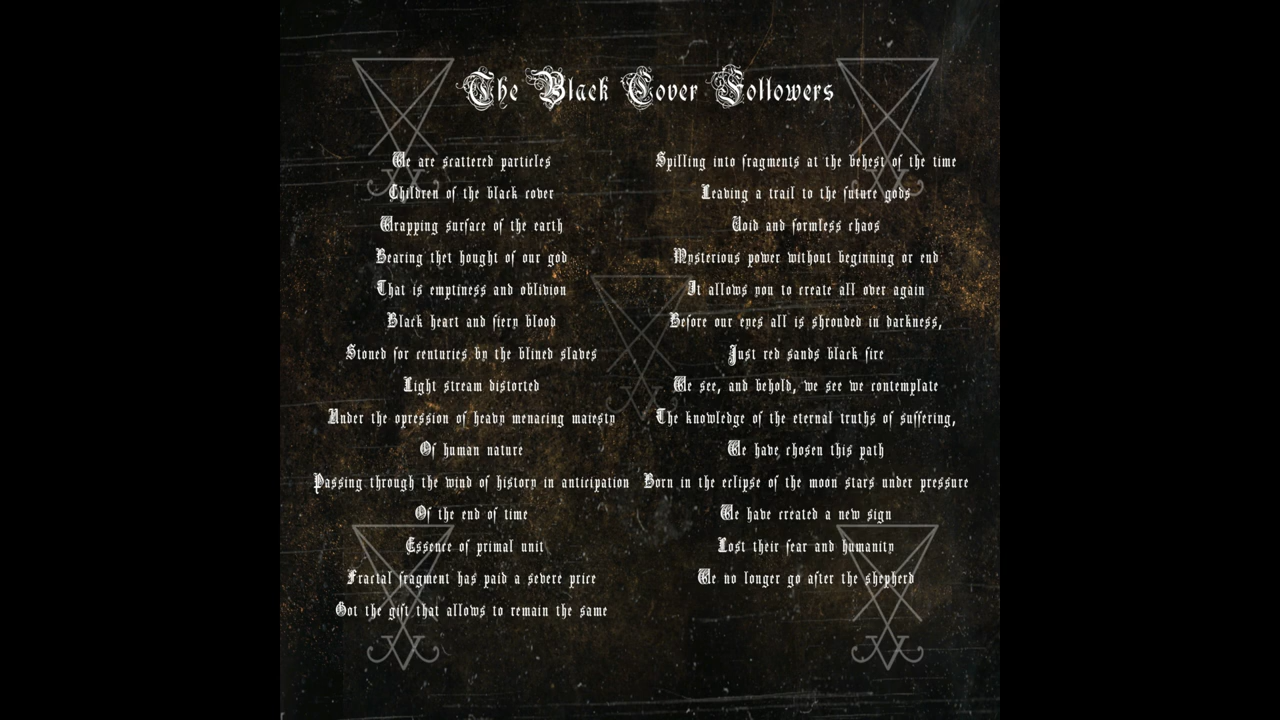 The Black Cover Followers
We are scattered particles
Children of the black cover
Wrapping surface of the earth
Bearing thet hought of our god
That is emptiness and oblivion
Black heart and fiery blood
Stoned for centuries by the blined slaves
Light stream distorted
Under the opression of heavy menacing maiesty
Of human nature
Passing through the wind of history in anticipation
Of the end of time
Essence of primal unit
Fractal fragment has paid a severe price
Got the gift that allows to remain the same
Spilling into fragments at the behest of the time
Leaving a trail to the future gods
Void and formless chaos
Mysterious power without beginning or end
It allows you to create all over again
Before our eyes all is shrouded in darkness,
Just red sands black fire
We see, and behold, we see we contemplate
The knowledge of the eternal truths of suffering,
We have chosen this path
Born in the eclipse of the moon stars under pressure
We have created a new sign
Lost their fear and humanity
We no longer go after the shepherd